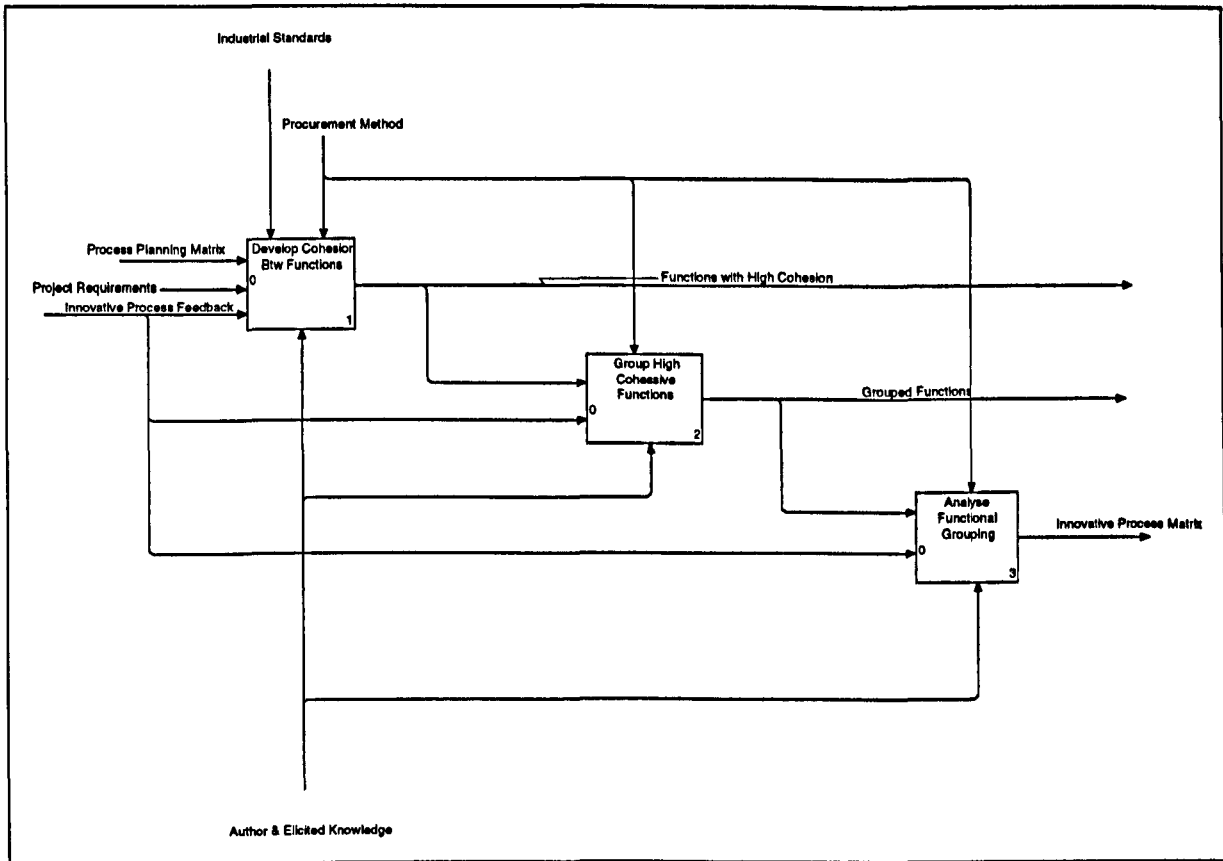 Industrial Standards
Procurement Method
Process Planning Matrix
Develop Cohesion
Btw Functions
0
Project Requirements
Innovative Process Feedback
1
Functions with High Cohesion
Group High
Cohessive
Functions
0
2
Grouped Functions
Analyse
Functional
Grouping
0
3
Innovative Process Matrix
Author & Elicited Knowledge